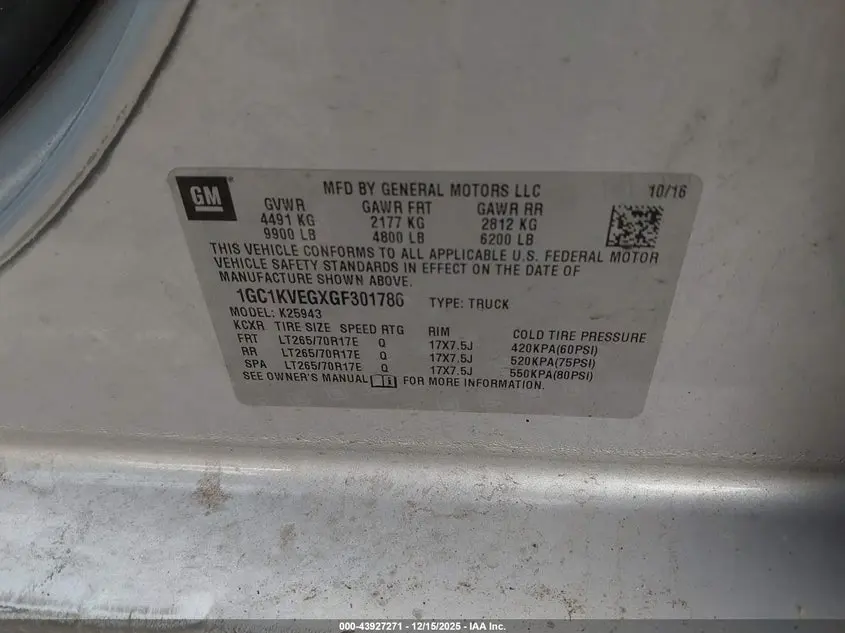 GM
MFD BY GENERAL MOTORS LLC
10/16
GVWR GAWR FRT GAWR RR
4491 KG 2177 KG 2812 KG
9900 LB 4800 LB 6200 LB
THIS VEHICLE CONFORMS TO ALL APPLICABLE U.S. FEDERAL MOTOR
VEHICLE SAFETY STANDARDS IN EFFECT ON THE DATE OF
MANUFACTURE SHOWN ABOVE.
1GC1KVEGXGF301786 TYPE: TRUCK
MODEL: K25943
KCXR TIRE SIZE SPEED RTG RIM COLD TIRE PRESSURE
FRT LT265/70R17E Q 17X7.5J 420KPA(60PSI)
RR LT265/70R17E Q 17X7.5J 520KPA(75PSI)
SPA LT265/70R17E Q 17X7.5J 550KPA(80PSI)
SEE OWNER'S MANUAL FOR MORE INFORMATION.
000-43927271 - 12/15/2025 - IAA Inc.